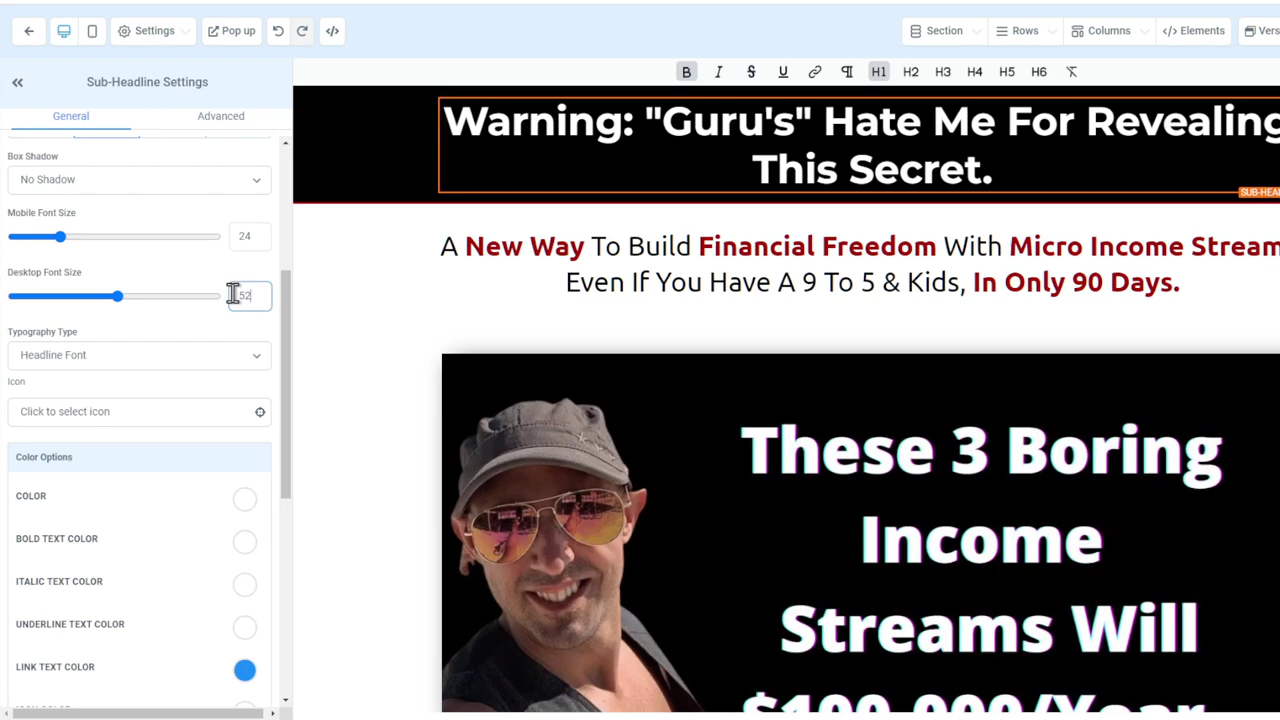 Settings
Pop up
Section
Rows
Columns
</> Elements
Sub-Headline Settings
General
Advanced
B I S U ¶ H1 H2 H3 H4 H5 H6
Box Shadow
No Shadow
Mobile Font Size
24
Desktop Font Size
52
Typography Type
Headline Font
Icon
Click to select icon
Color Options
COLOR
BOLD TEXT COLOR
ITALIC TEXT COLOR
UNDERLINE TEXT COLOR
LINK TEXT COLOR
Warning: "Guru's" Hate Me For Revealing
This Secret.
A New Way To Build Financial Freedom With Micro Income Stream
Even If You Have A 9 To 5 & Kids, In Only 90 Days.
These 3 Boring
Income
Streams Will
$100,000/Year